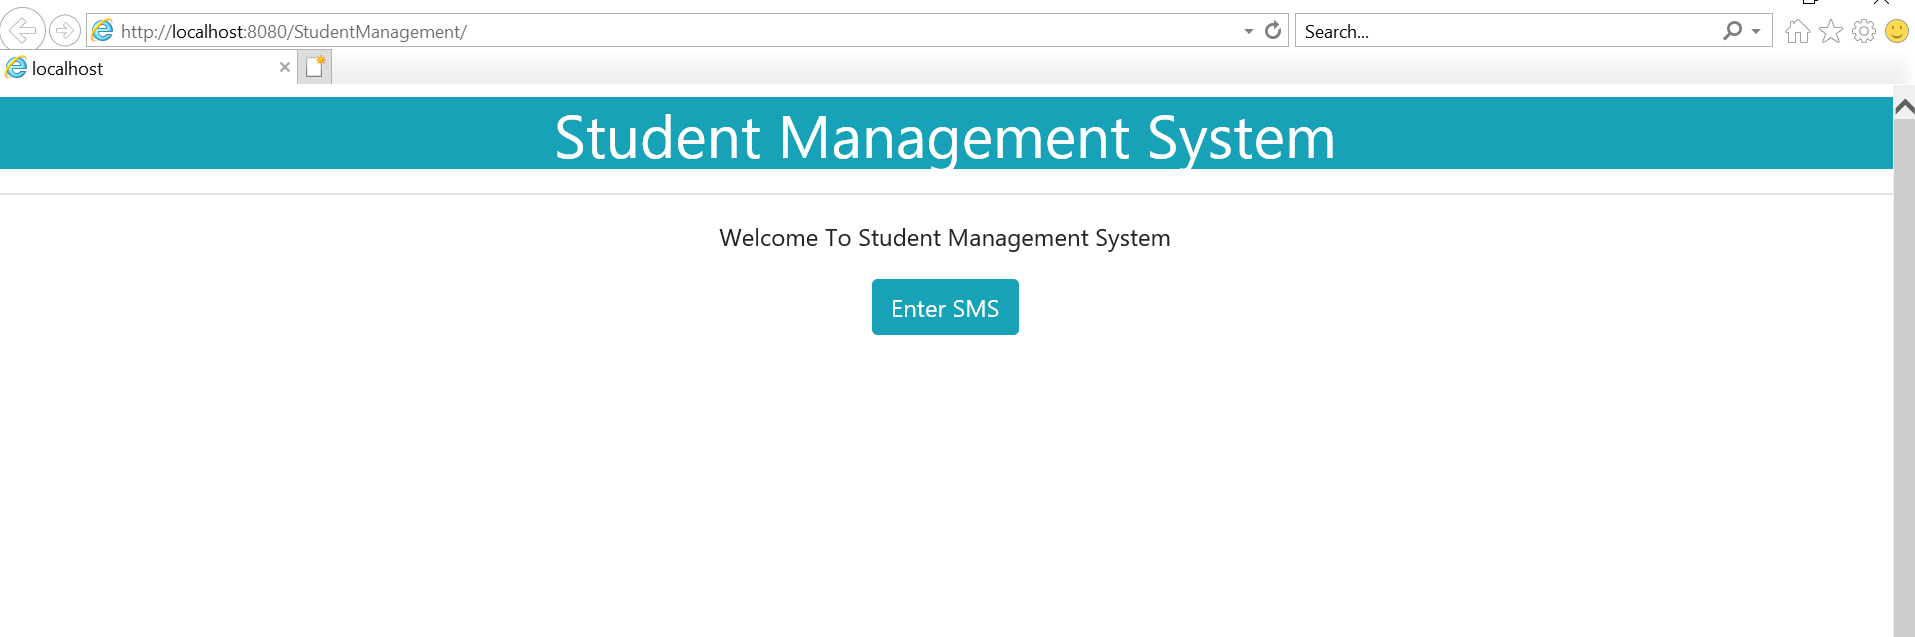 http://localhost:8080/StudentManagement/
Search...
localhost
Student Management System
Welcome To Student Management System
Enter SMS